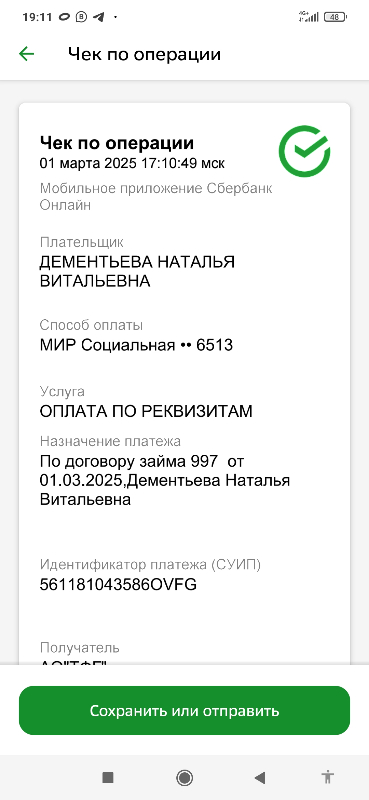 19:11
4G+
48
Чек по операции
Чек по операции
01 марта 2025 17:10:49 мск
Мобильное приложение Сбербанк
Онлайн
Плательщик
ДЕМЕНТЬЕВА НАТАЛЬЯ
ВИТАЛЬЕВНА
Способ оплаты
МИР Социальная •• 6513
Услуга
ОПЛАТА ПО РЕКВИЗИТАМ
Назначение платежа
По договору займа 997 от
01.03.2025,Дементьева Наталья
Витальевна
Идентификатор платежа (СУИП)
561181043586OVFG
Получатель
Сохранить или отправить